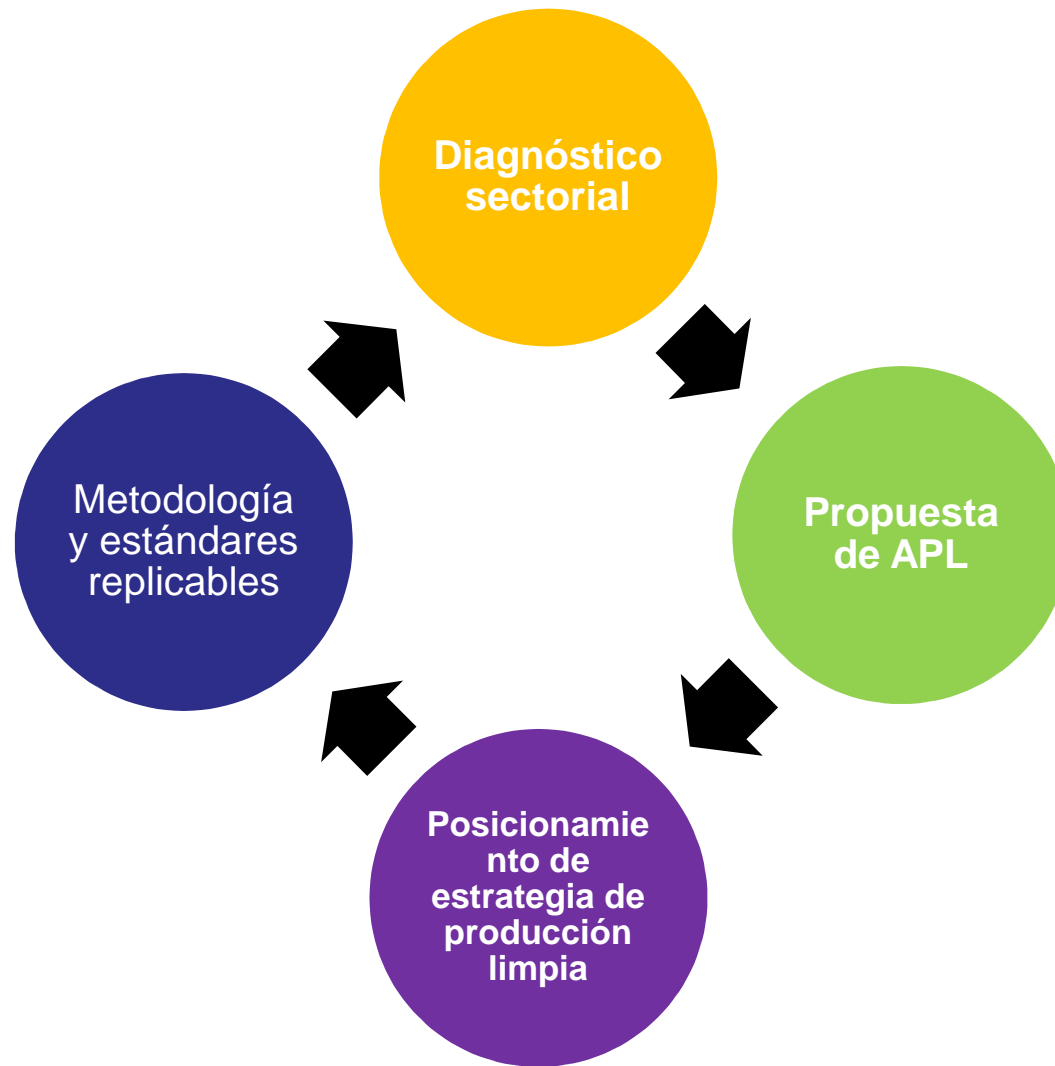 Diagnóstico
sectorial
Propuesta
de APL
Posicionamie
nto de
estrategia de
producción
limpia
Metodología
y estándares
replicables